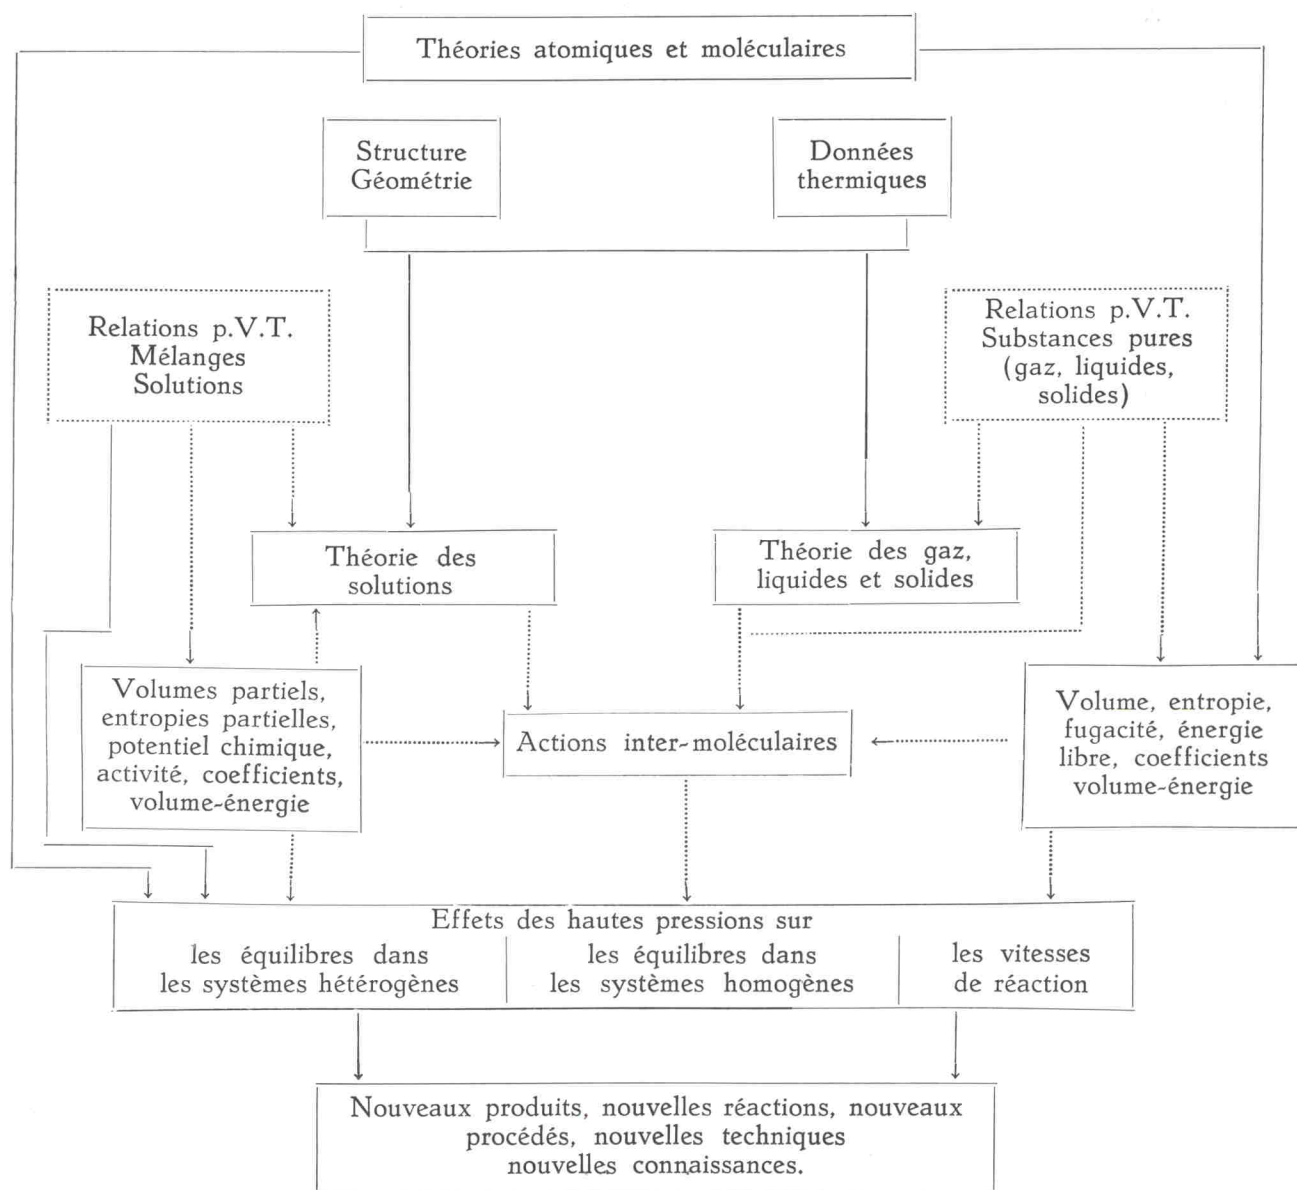 Théories atomiques et moléculaires
Structure
Géométrie
Données
thermiques
Relations p.V.T.
Mélanges
Solutions
Relations p.V.T.
Substances pures
(gaz, liquides,
solides)
Théorie des
solutions
Théorie des gaz,
liquides et solides
Volumes partiels,
entropies partielles,
potentiel chimique,
activité, coefficients,
volume-énergie
Actions inter-moléculaires
Volume, entropie,
fugacité, énergie
libre, coefficients
volume-énergie
Effets des hautes pressions sur
les équilibres dans
les systèmes hétérogènes
les équilibres dans
les systèmes homogènes
les vitesses
de réaction
Nouveaux produits, nouvelles réactions, nouveaux
procédés, nouvelles techniques
nouvelles connaissances.